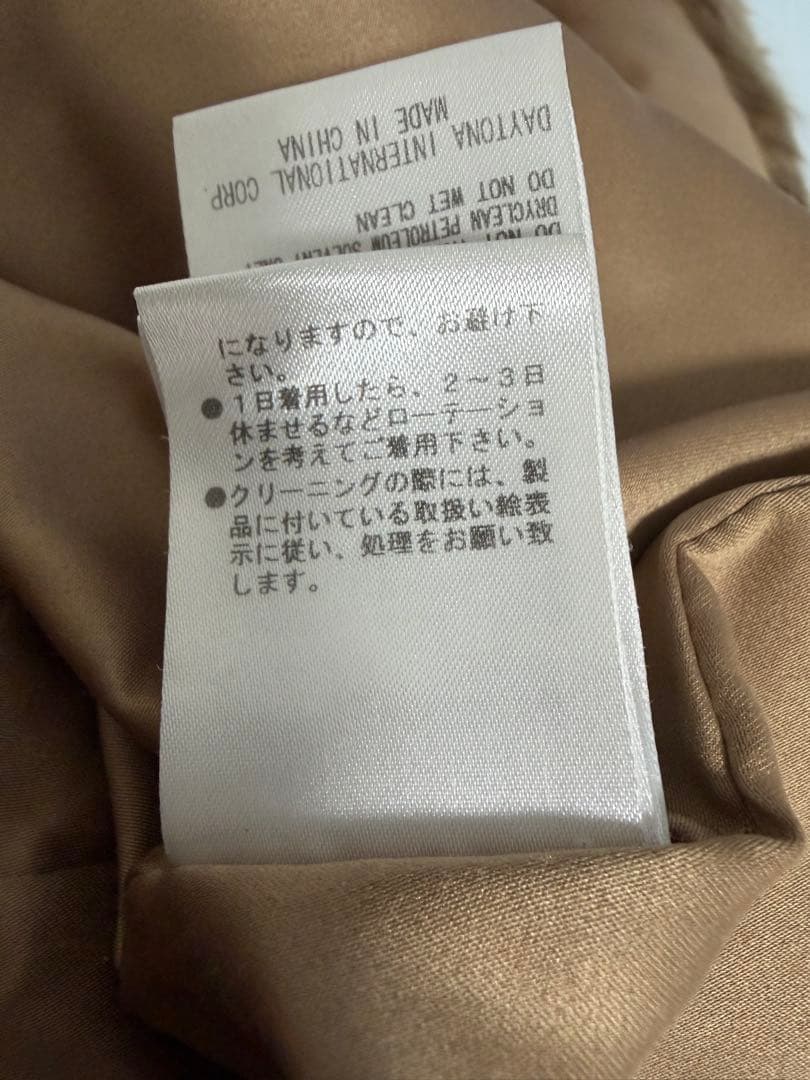 になりますので、お避け下
さい。
●1日着用したら、2〜3日
休ませるなどローテーショ
ンを考えてご着用下さい。
●クリーニングの際には、製
品に付いている取扱い絵表
示に従い、処理をお願い致
します。
DO NOT
DRYCLEAN PETROLEUM SOLVENT ONLY
DO NOT WET CLEAN
DAYTONA INTERNATIONAL CORP
MADE IN CHINA